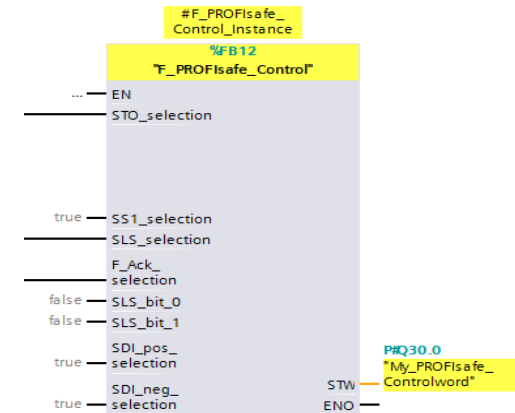 #F_PROFIsafe_
Control_Instance
%FB12
"F_PROFIsafe_Control"
... EN
STO_selection
true SS1_selection
SLS_selection
F_Ack_
selection
false SLS_bit_0
false SLS_bit_1
SDI_pos_
true selection
SDI_neg_
true selection
P#Q30.0
"My_PROFIsafe_
STW Controlword"
ENO